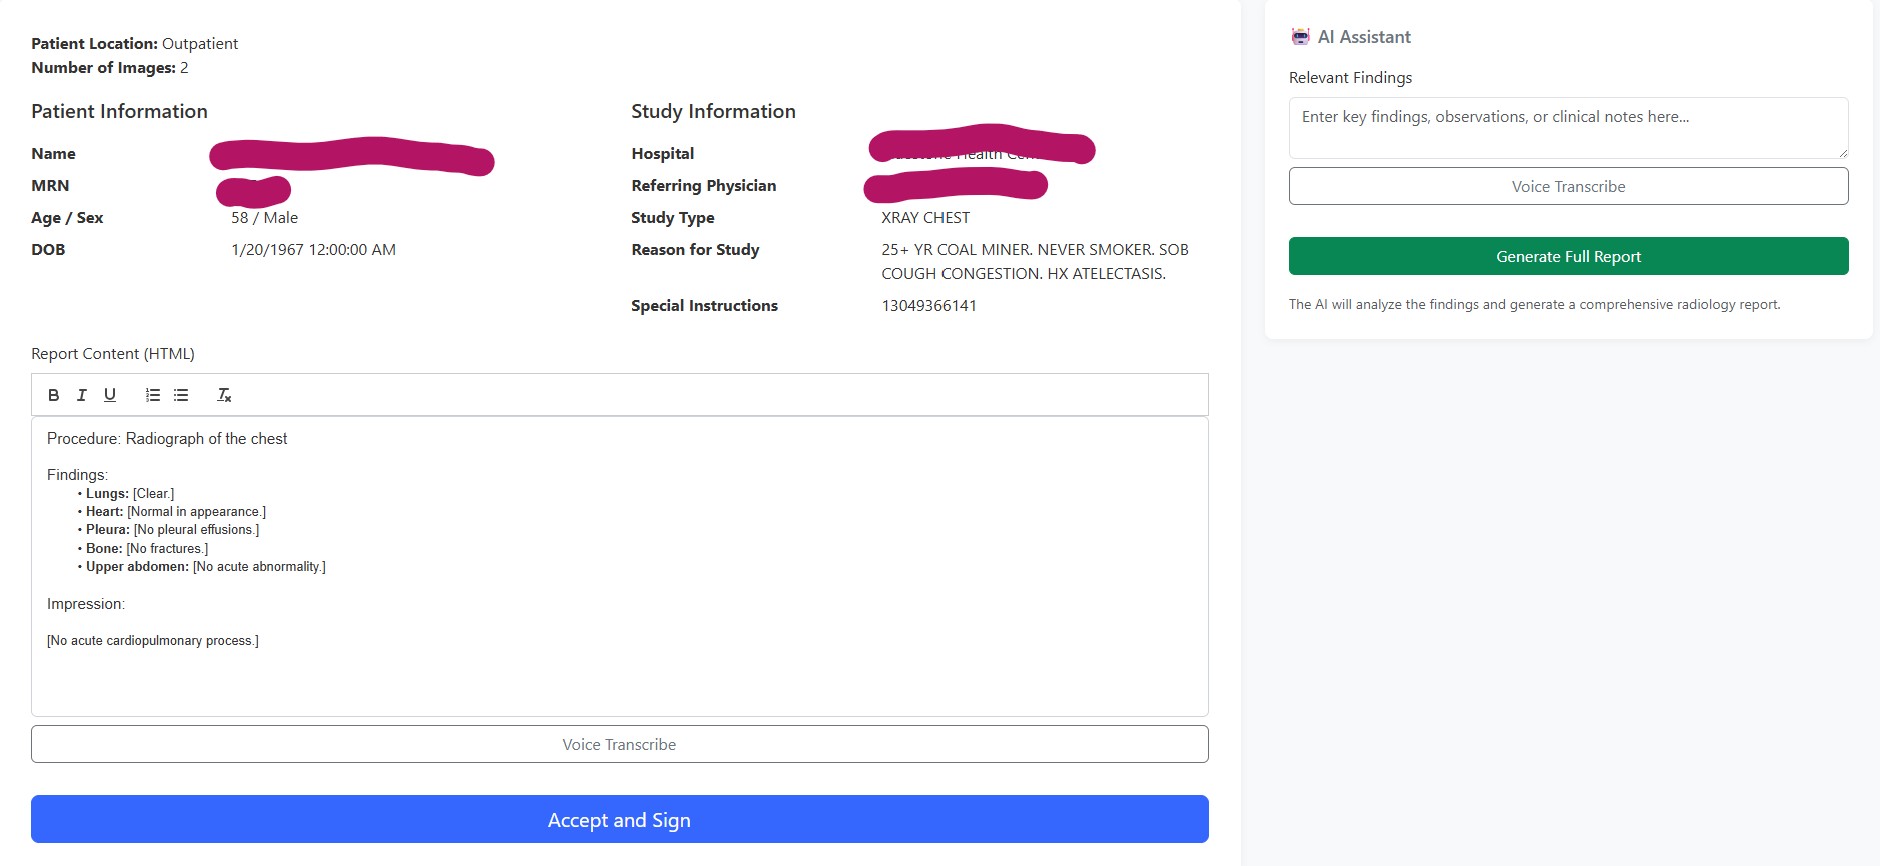 Patient Location: Outpatient
Number of Images: 2
Patient Information
Name
MRN
Age / Sex 58 / Male
DOB 1/20/1967 12:00:00 AM
Study Information
Hospital Health
Referring Physician
Study Type XRAY CHEST
Reason for Study 25+ YR COAL MINER. NEVER SMOKER. SOB
COUGH CONGESTION. HX ATELECTASIS.
Special Instructions 13049366141
Report Content (HTML)
B I U
Procedure: Radiograph of the chest
Findings:
• Lungs: [Clear.]
• Heart: [Normal in appearance.]
• Pleura: [No pleural effusions.]
• Bone: [No fractures.]
• Upper abdomen: [No acute abnormality.]
Impression:
[No acute cardiopulmonary process.]
Voice Transcribe
Accept and Sign
AI Assistant
Relevant Findings
Enter key findings, observations, or clinical notes here...
Voice Transcribe
Generate Full Report
The AI will analyze the findings and generate a comprehensive radiology report.